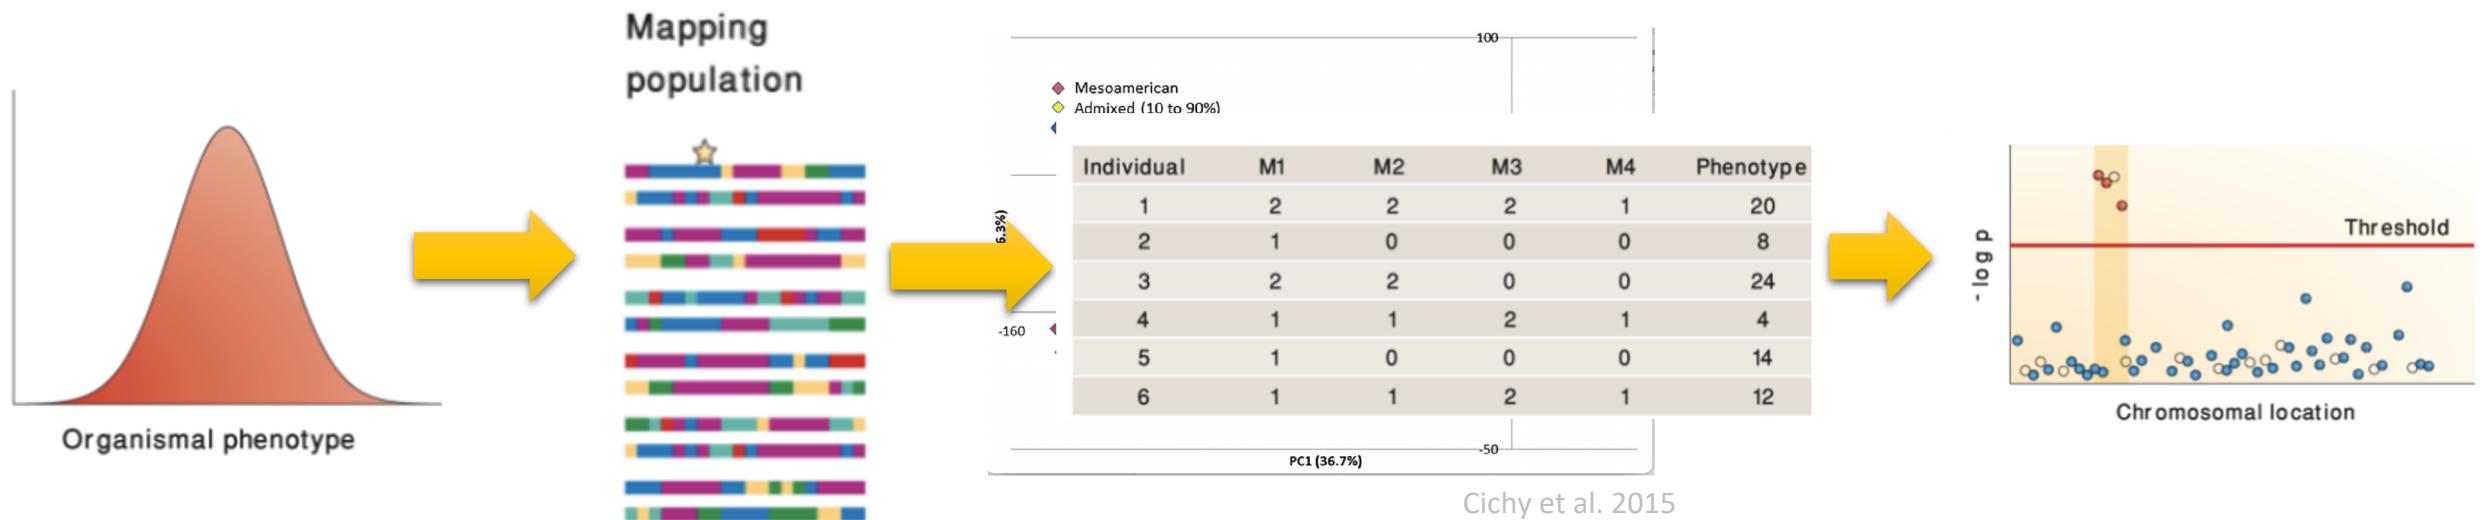 Mapping
population
Organismal phenotype
100
Mesoamerican
Admixed (10 to 90%)
6.3%)
-160
Individual M1 M2 M3 M4 Phenotype
1 2 2 2 1 20
2 1 0 0 0 8
3 2 2 0 0 24
4 1 1 2 1 4
5 1 0 0 0 14
6 1 1 2 1 12
-50
PC1 (36.7%)
Cichy et al. 2015
Threshold
- log p
Chromosomal location